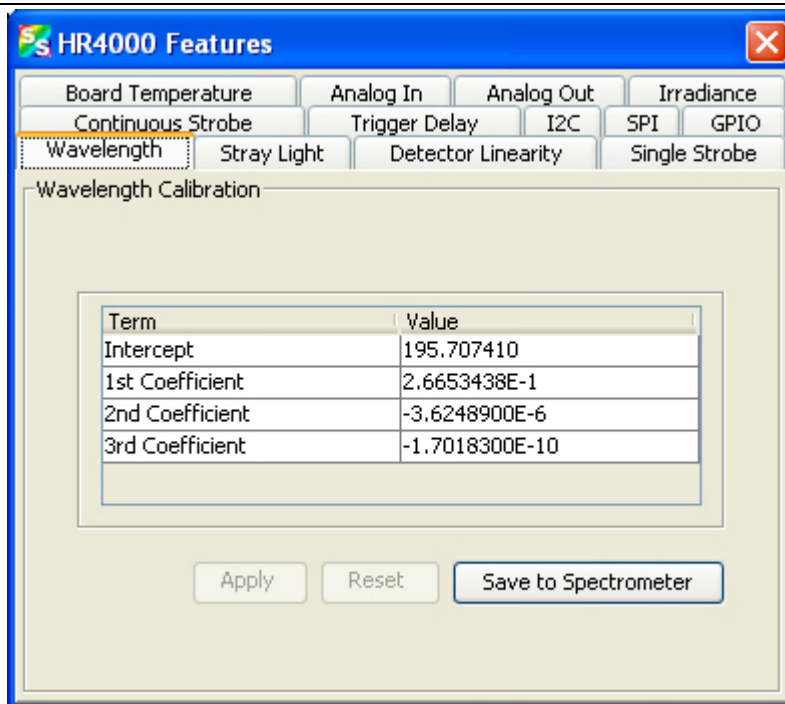 SS HR4000 Features
Board Temperature Analog In Analog Out Irradiance
Continuous Strobe Trigger Delay I2C SPI GPIO
Wavelength Stray Light Detector Linearity Single Strobe
Wavelength Calibration
Term Value
Intercept 195.707410
1st Coefficient 2.6653438E-1
2nd Coefficient -3.6248900E-6
3rd Coefficient -1.7018300E-10
Apply Reset Save to Spectrometer